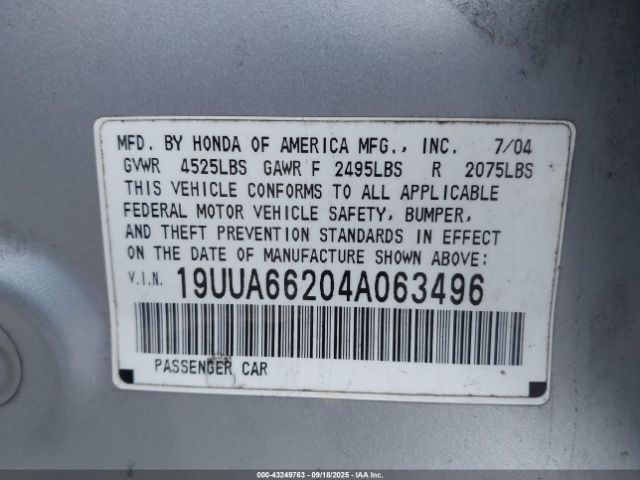 MFD. BY HONDA OF AMERICA MFG., INC. 7/04
GVWR 4525LBS GAWR F 2495LBS R 2075LBS
THIS VEHICLE CONFORMS TO ALL APPLICABLE
FEDERAL MOTOR VEHICLE SAFETY, BUMPER,
AND THEFT PREVENTION STANDARDS IN EFFECT
ON THE DATE OF MANUFACTURE SHOWN ABOVE:
V.I.N. 19UUA66204A063496
PASSENGER CAR
000-43249763 - 09/18/2025 - IAA Inc.